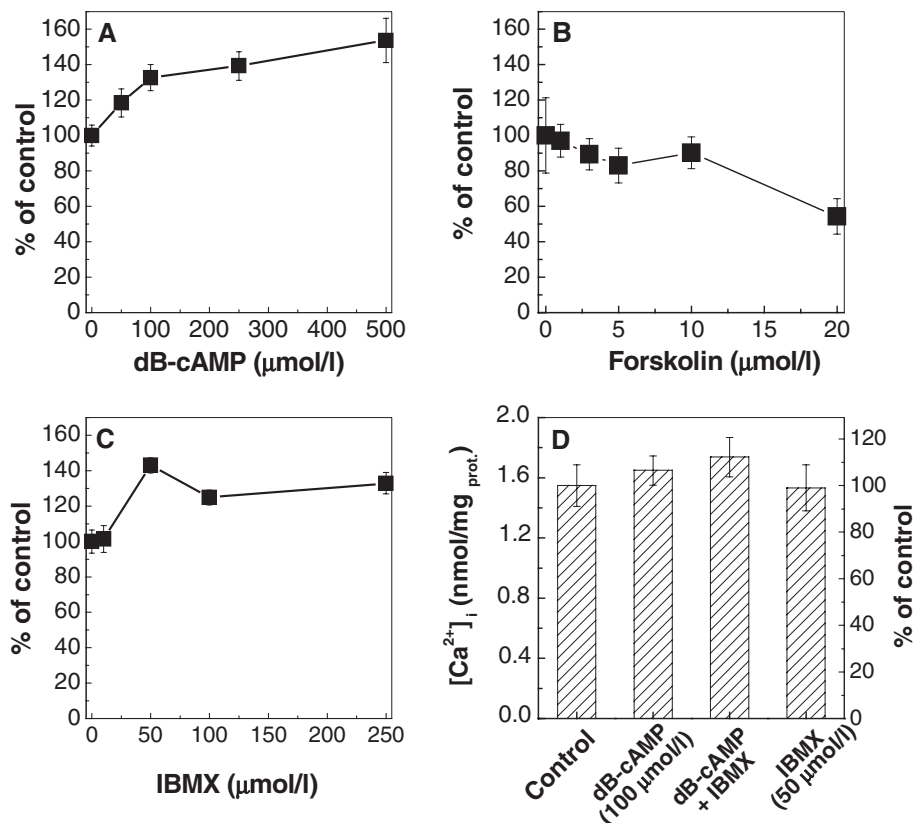 A
% of control
160
140
120
100
80
60
40
20
0
0 100 200 300 400 500
dB-cAMP (μmol/l)
B
% of control
160
140
120
100
80
60
40
20
0
0 5 10 15 20
Forskolin (μmol/l)
C
% of control
160
140
120
100
80
60
40
20
0
0 50 100 150 200 250
IBMX (μmol/l)
D
[Ca²⁺]ᵢ (nmol/mg prot.)
2.0
1.6
1.2
0.8
0.4
0.0
% of control
120
100
80
60
40
20
0
Control
dB-cAMP
(100 μmol/l)
dB-cAMP
+ IBMX
IBMX
(50 μmol/l)